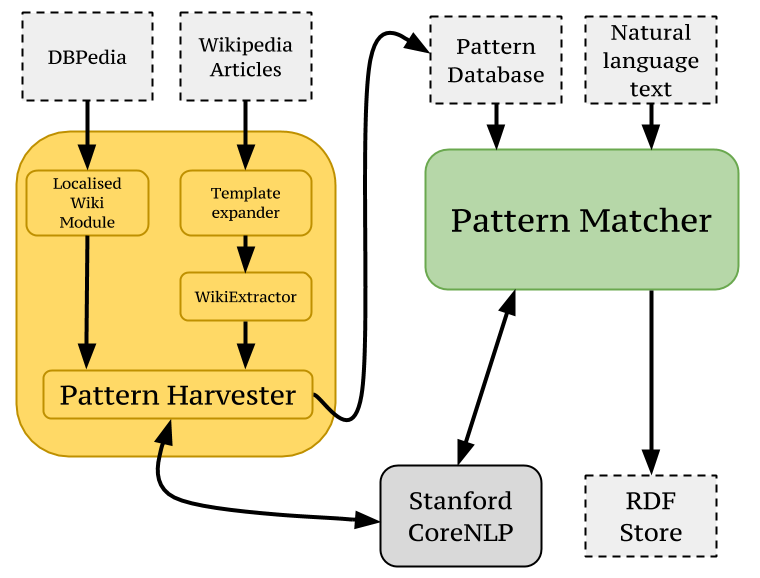 DBPedia
Wikipedia
Articles
Pattern
Database
Natural
language
text
Localised
Wiki
Module
Template
expander
WikiExtractor
Pattern Harvester
Pattern Matcher
Stanford
CoreNLP
RDF
Store